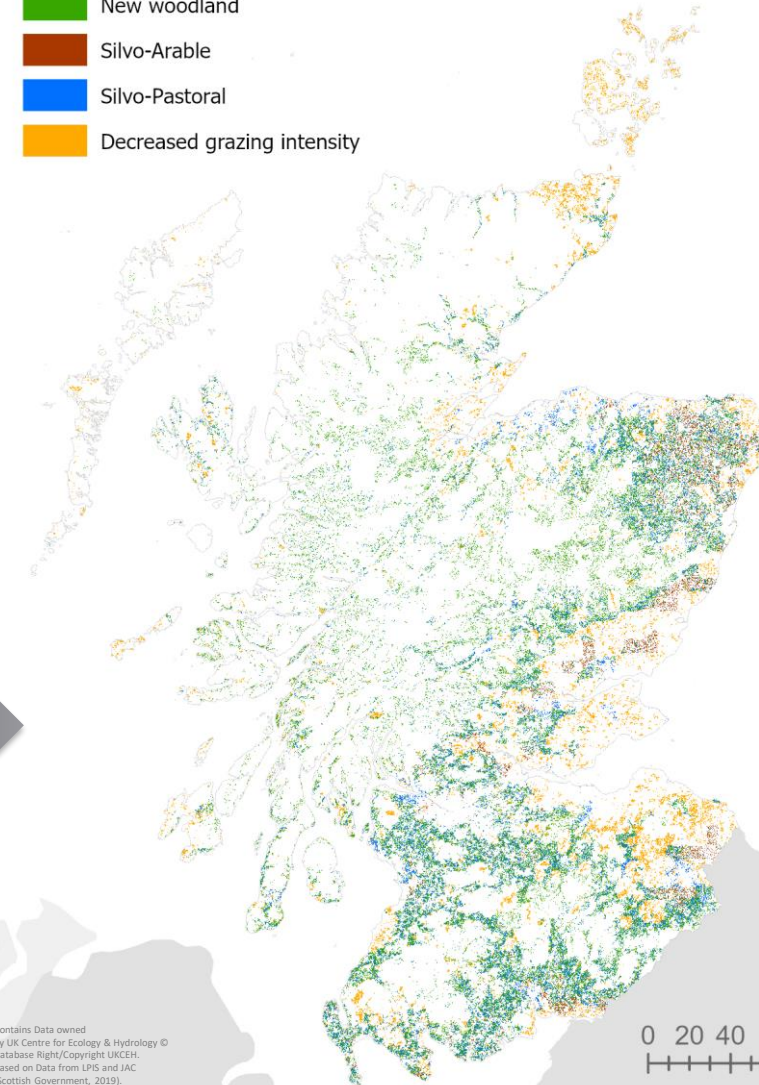 New woodland
Silvo-Arable
Silvo-Pastoral
Decreased grazing intensity
ontains Data owned
y UK Centre for Ecology & Hydrology ©
atabase Right/Copyright UKCEH.
ased on Data from LPIS and JAC
Scottish Government, 2019).
0 20 40